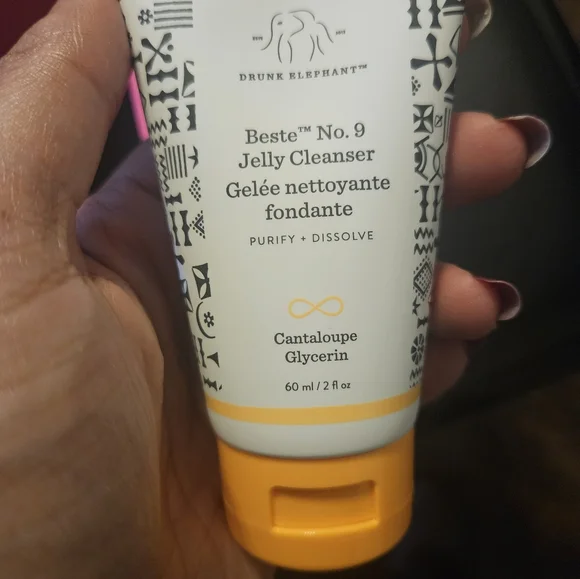 DRUNK ELEPHANT™
Beste™ No. 9
Jelly Cleanser
Gelée nettoyante
fondante
PURIFY + DISSOLVE
Cantaloupe
Glycerin
60 ml / 2 fl oz